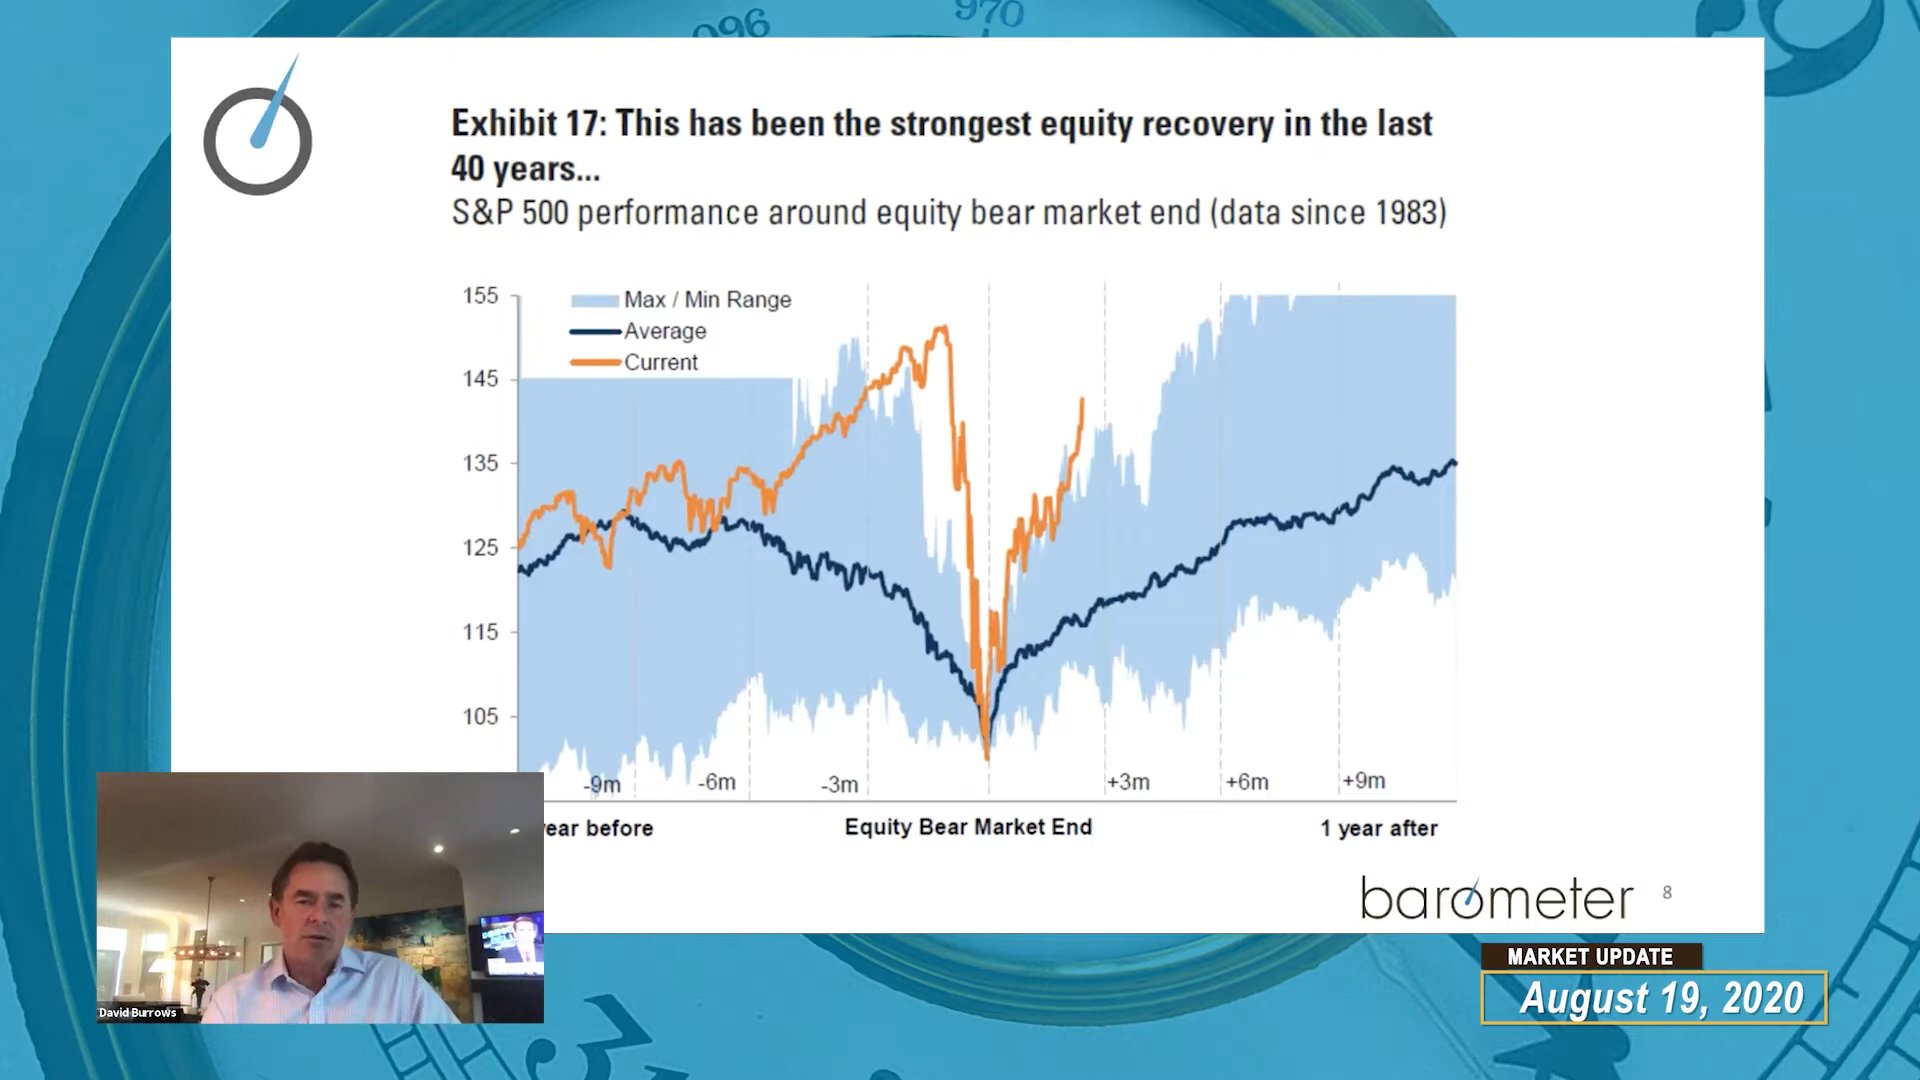 096
970
Exhibit 17: This has been the strongest equity recovery in the last
40 years...
S&P 500 performance around equity bear market end (data since 1983)
Max / Min Range
Average
Current
155
145
135
125
115
105
-9m
-6m
-3m
+3m
+6m
+9m
ear before
Equity Bear Market End
1 year after
barometer
8
David Burrows
MARKET UPDATE
August 19, 2020